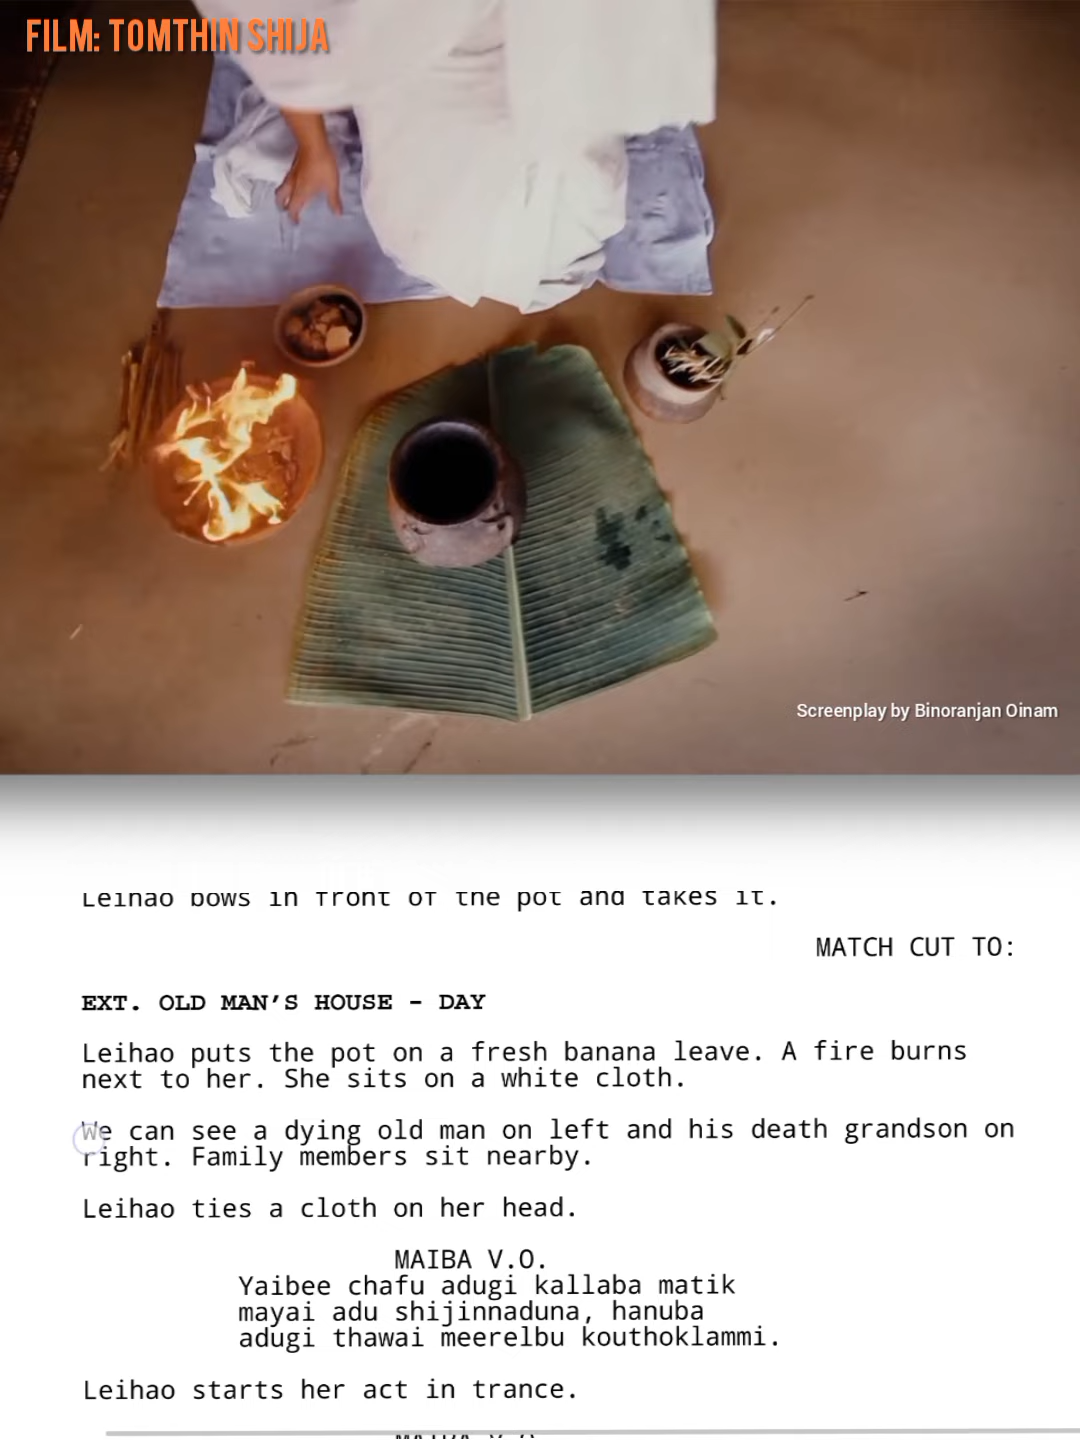 FILM: TOMTHIN SHIJA
Screenplay by Binoranjan Oinam
Leihao bows in front of the pot and takes it.
MATCH CUT TO:
EXT. OLD MAN’S HOUSE – DAY
Leihao puts the pot on a fresh banana leave. A fire burns
next to her. She sits on a white cloth.
We can see a dying old man on left and his death grandson on
right. Family members sit nearby.
Leihao ties a cloth on her head.
MAIBA V.O.
Yaibee chafu adugi kallaba matik
mayai adu shijinnaduna, hanuba
adugi thawai meerelbu kouthoklammi.
Leihao starts her act in trance.
MAIBA V.O.